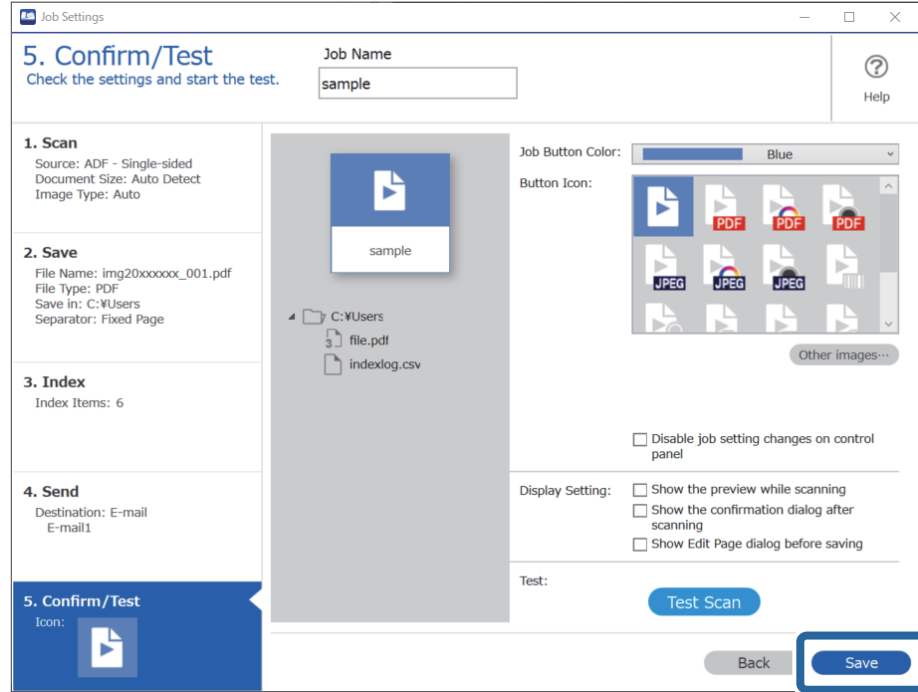 Job Settings
5. Confirm/Test
Check the settings and start the test.
Job Name
sample
Help
1. Scan
Source: ADF - Single-sided
Document Size: Auto Detect
Image Type: Auto
2. Save
File Name: img20xxxxxx_001.pdf
File Type: PDF
Save in: C:¥Users
Separator: Fixed Page
3. Index
Index Items: 6
4. Send
Destination: E-mail
E-mail1
5. Confirm/Test
Icon:
sample
C:¥Users
3
file.pdf
indexlog.csv
Job Button Color:
Blue
Button Icon:
PDF
PDF
PDF
JPEG
JPEG
JPEG
Other images···
Disable job setting changes on control
panel
Display Setting:
Show the preview while scanning
Show the confirmation dialog after
scanning
Show Edit Page dialog before saving
Test:
Test Scan
Back
Save